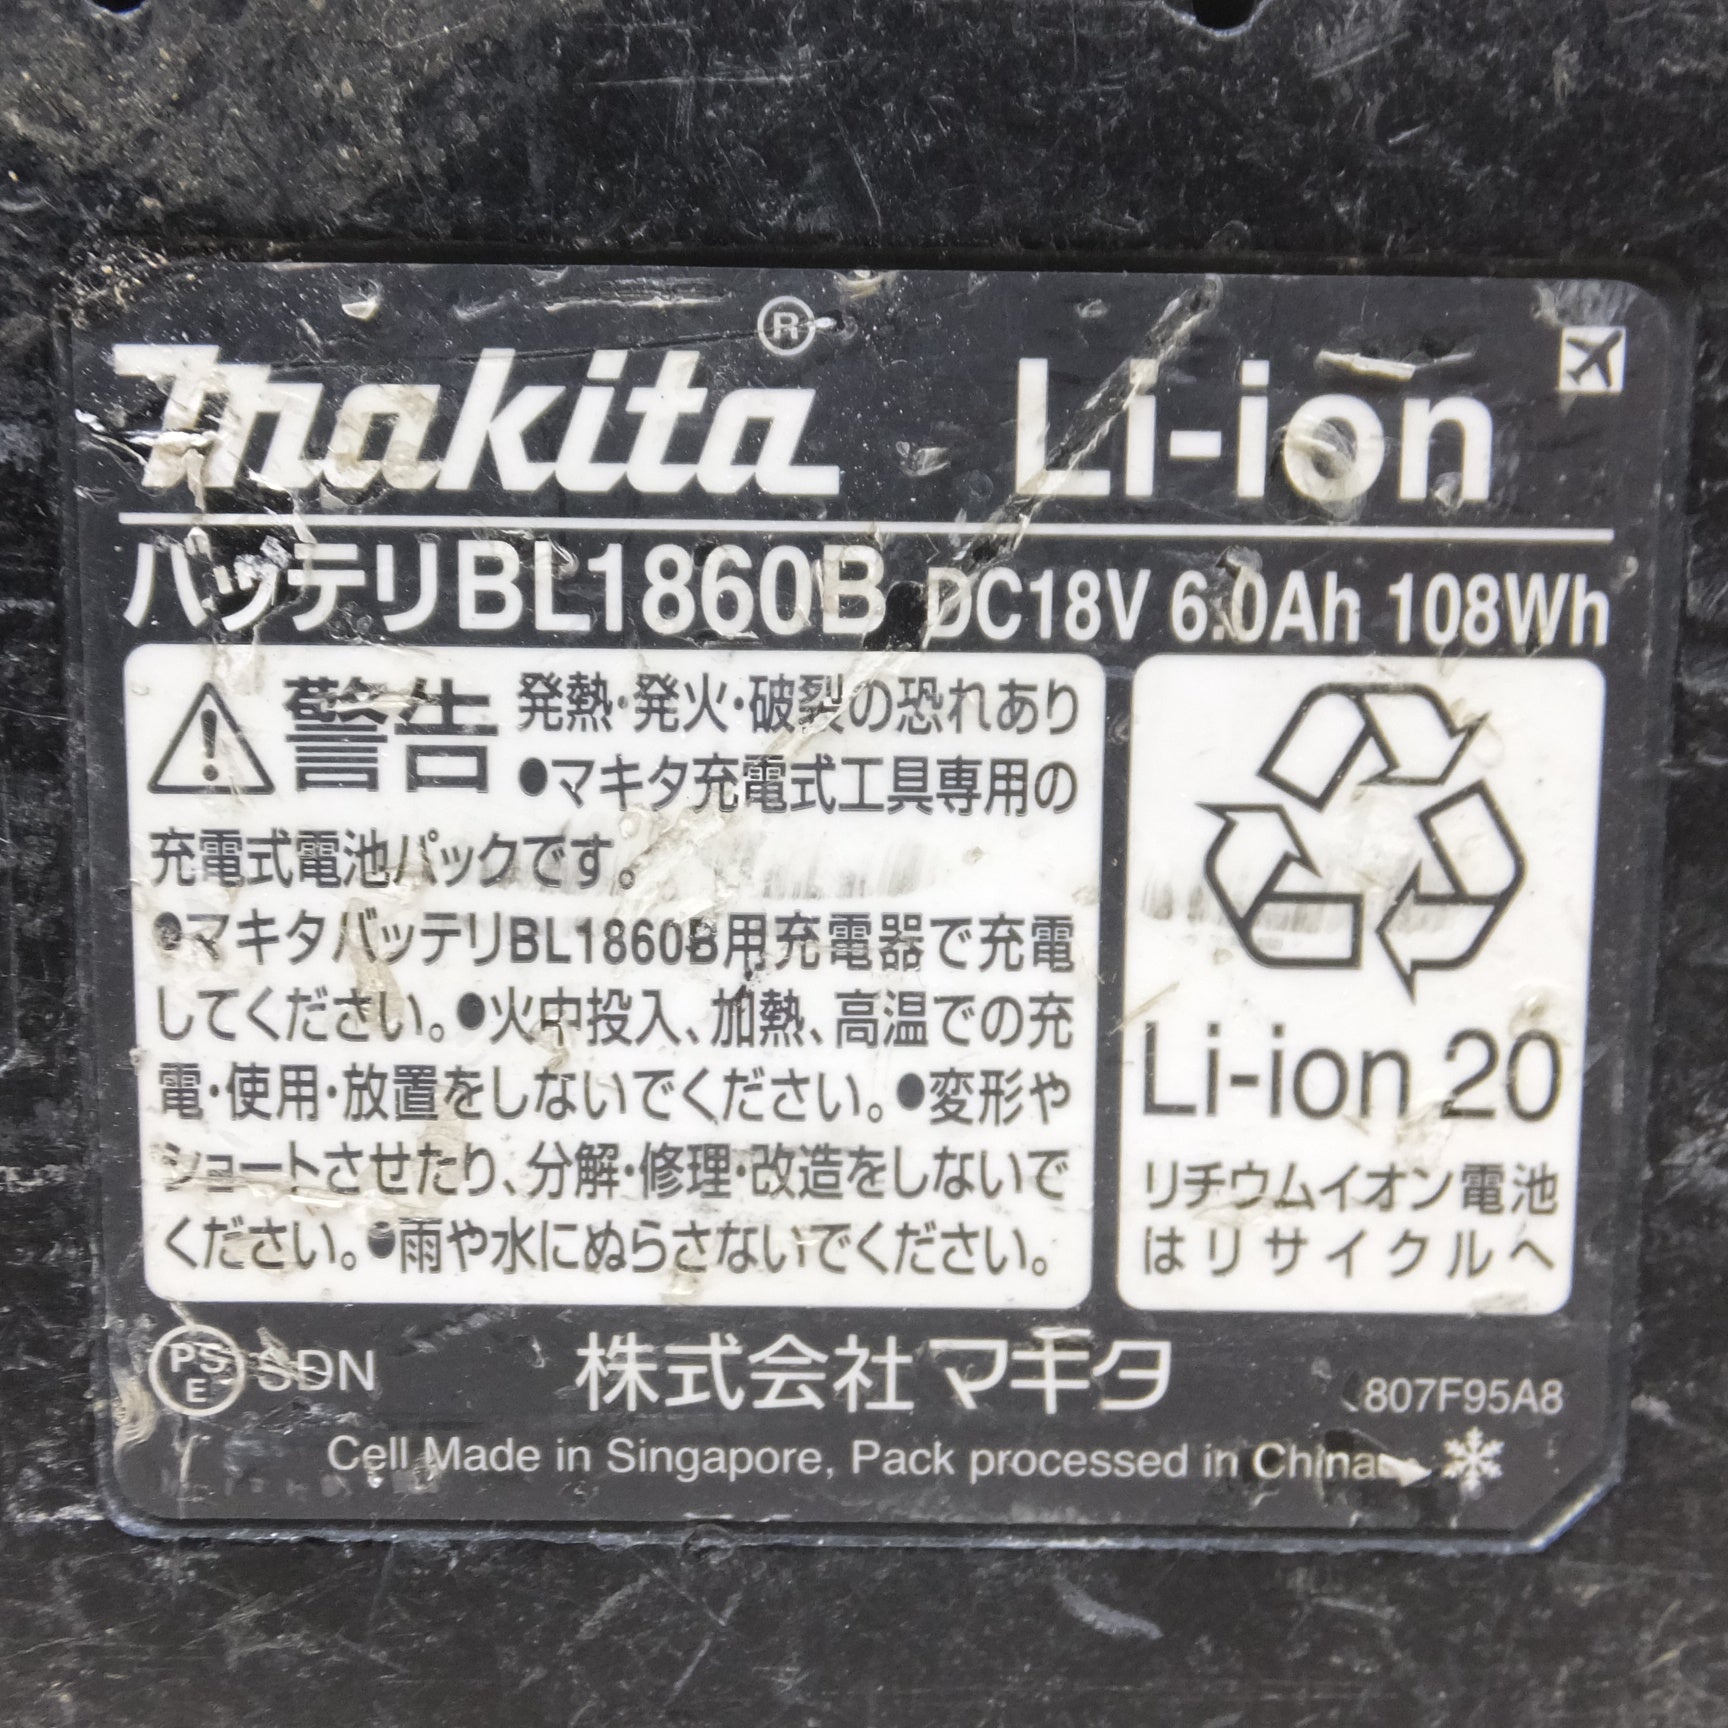 makita® Li-ion
バッテリBL1860B DC18V 6.0Ah 108Wh
警告 発熱・発火・破裂の恐れあり
●マキタ充電式工具専用の
充電式電池パックです。
●マキタバッテリBL1860B用充電器で充電
してください。●火中投入、加熱、高温での充
電・使用・放置をしないでください。●変形や
ショートさせたり、分解・修理・改造をしないで
ください。●雨や水にぬらさないでください。
Li-ion 20
リチウムイオン電池
はリサイクルへ
PSE SDN 株式会社マキタ 807F95A8
Cell Made in Singapore, Pack processed in China